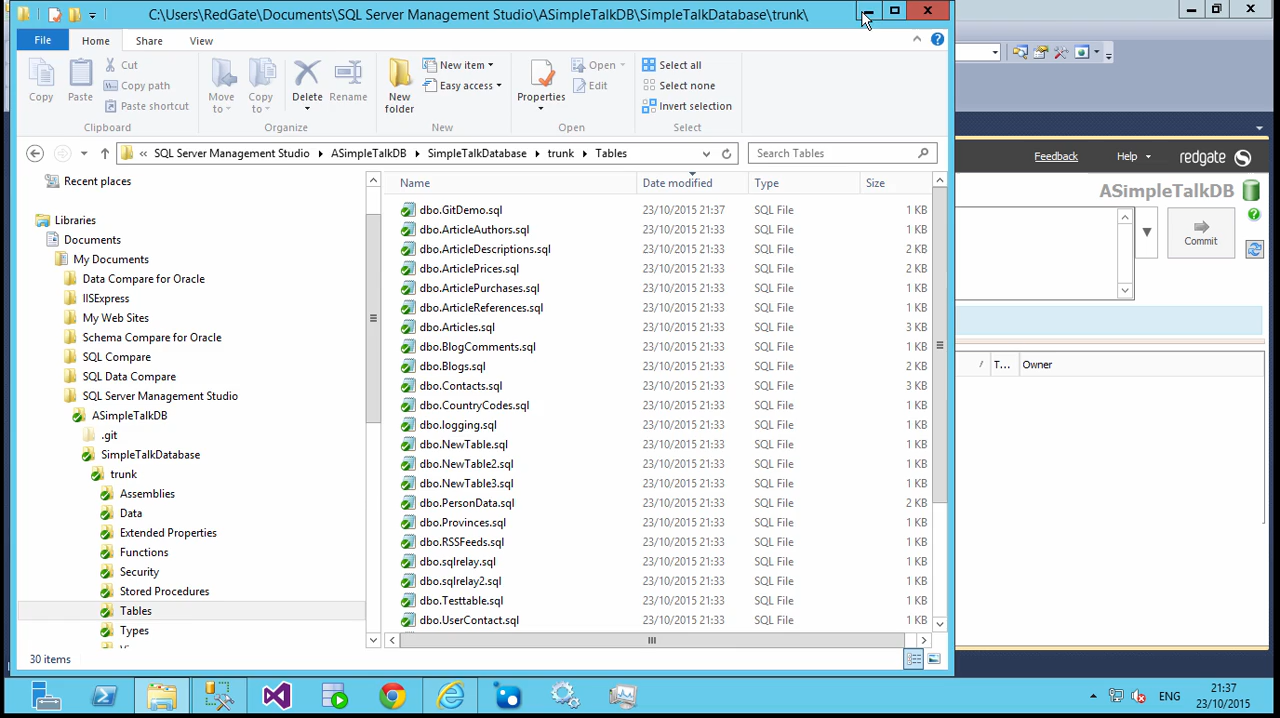 C:\Users\RedGate\Documents\SQL Server Management Studio\ASimpleTalkDB\SimpleTalkDatabase\trunk\
File Home Share View
Copy
Paste
Cut
Copy path
Paste shortcut
Clipboard
Move to
Copy to
Delete
Rename
Organize
New folder
New item
Easy access
New
Properties
Open
Edit
Open
Select all
Select none
Invert selection
Select
« SQL Server Management Studio ASimpleTalkDB SimpleTalkDatabase trunk Tables
Search Tables
Recent places
Libraries
Documents
My Documents
Data Compare for Oracle
IISExpress
My Web Sites
Schema Compare for Oracle
SQL Compare
SQL Data Compare
SQL Server Management Studio
ASimpleTalkDB
.git
SimpleTalkDatabase
trunk
Assemblies
Data
Extended Properties
Functions
Security
Stored Procedures
Tables
Types
Name Date modified Type Size
dbo.GitDemo.sql 23/10/2015 21:37 SQL File 1 KB
dbo.ArticleAuthors.sql 23/10/2015 21:33 SQL File 1 KB
dbo.ArticleDescriptions.sql 23/10/2015 21:33 SQL File 2 KB
dbo.ArticlePrices.sql 23/10/2015 21:33 SQL File 2 KB
dbo.ArticlePurchases.sql 23/10/2015 21:33 SQL File 1 KB
dbo.ArticleReferences.sql 23/10/2015 21:33 SQL File 1 KB
dbo.Articles.sql 23/10/2015 21:33 SQL File 3 KB
dbo.BlogComments.sql 23/10/2015 21:33 SQL File 1 KB
dbo.Blogs.sql 23/10/2015 21:33 SQL File 2 KB
dbo.Contacts.sql 23/10/2015 21:33 SQL File 3 KB
dbo.CountryCodes.sql 23/10/2015 21:33 SQL File 1 KB
dbo.logging.sql 23/10/2015 21:33 SQL File 1 KB
dbo.NewTable.sql 23/10/2015 21:33 SQL File 1 KB
dbo.NewTable2.sql 23/10/2015 21:33 SQL File 1 KB
dbo.NewTable3.sql 23/10/2015 21:33 SQL File 1 KB
dbo.PersonData.sql 23/10/2015 21:33 SQL File 2 KB
dbo.Provinces.sql 23/10/2015 21:33 SQL File 1 KB
dbo.RSSFeeds.sql 23/10/2015 21:33 SQL File 1 KB
dbo.sqlrelay.sql 23/10/2015 21:33 SQL File 1 KB
dbo.sqlrelay2.sql 23/10/2015 21:33 SQL File 1 KB
dbo.Testtable.sql 23/10/2015 21:33 SQL File 1 KB
dbo.UserContact.sql 23/10/2015 21:33 SQL File 1 KB
30 items
Feedback Help redgate
ASimpleTalkDB
Commit
T... Owner
ENG
21:37
23/10/2015